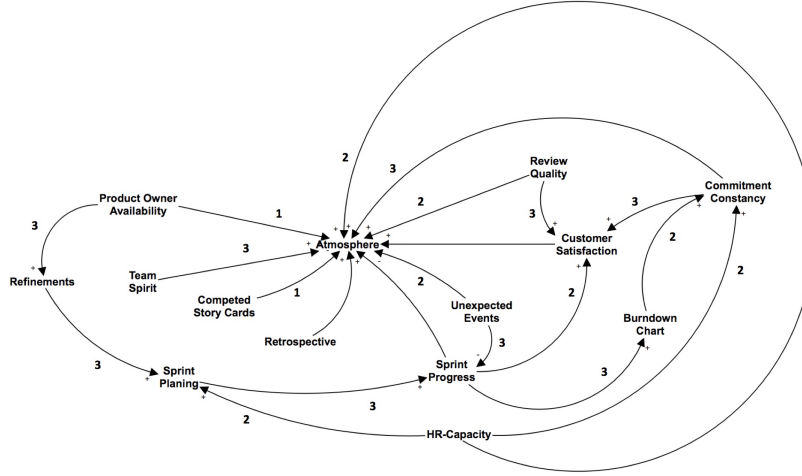 2
3
Review
Quality
Commitment
Constancy
Product Owner
Availability
2
3
3
3
1
2
Customer
Satisfaction
+
+
+
+
+
+
+
+
+
+
Atmosphere
-
+
+
-
+
3
Refinements
+
Team
Spirit
Competed
Story Cards
1
2
2
2
Unexpected
Events
Burndown
Chart
+
Retrospective
3
-
3
Sprint
Planing
+
+
Sprint
Progress
+
3
3
2
HR-Capacity